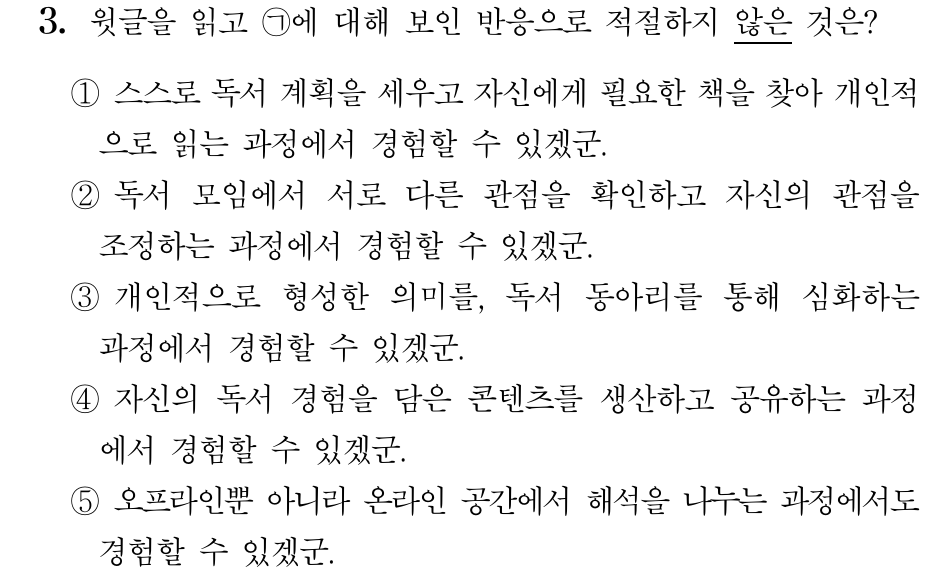 3. 윗글을 읽고 ㉠에 대해 보인 반응으로 적절하지 않은 것은?
① 스스로 독서 계획을 세우고 자신에게 필요한 책을 찾아 개인적
으로 읽는 과정에서 경험할 수 있겠군.
② 독서 모임에서 서로 다른 관점을 확인하고 자신의 관점을
조정하는 과정에서 경험할 수 있겠군.
③ 개인적으로 형성한 의미를, 독서 동아리를 통해 심화하는
과정에서 경험할 수 있겠군.
④ 자신의 독서 경험을 담은 콘텐츠를 생산하고 공유하는 과정
에서 경험할 수 있겠군.
⑤ 오프라인뿐 아니라 온라인 공간에서 해석을 나누는 과정에서도
경험할 수 있겠군.